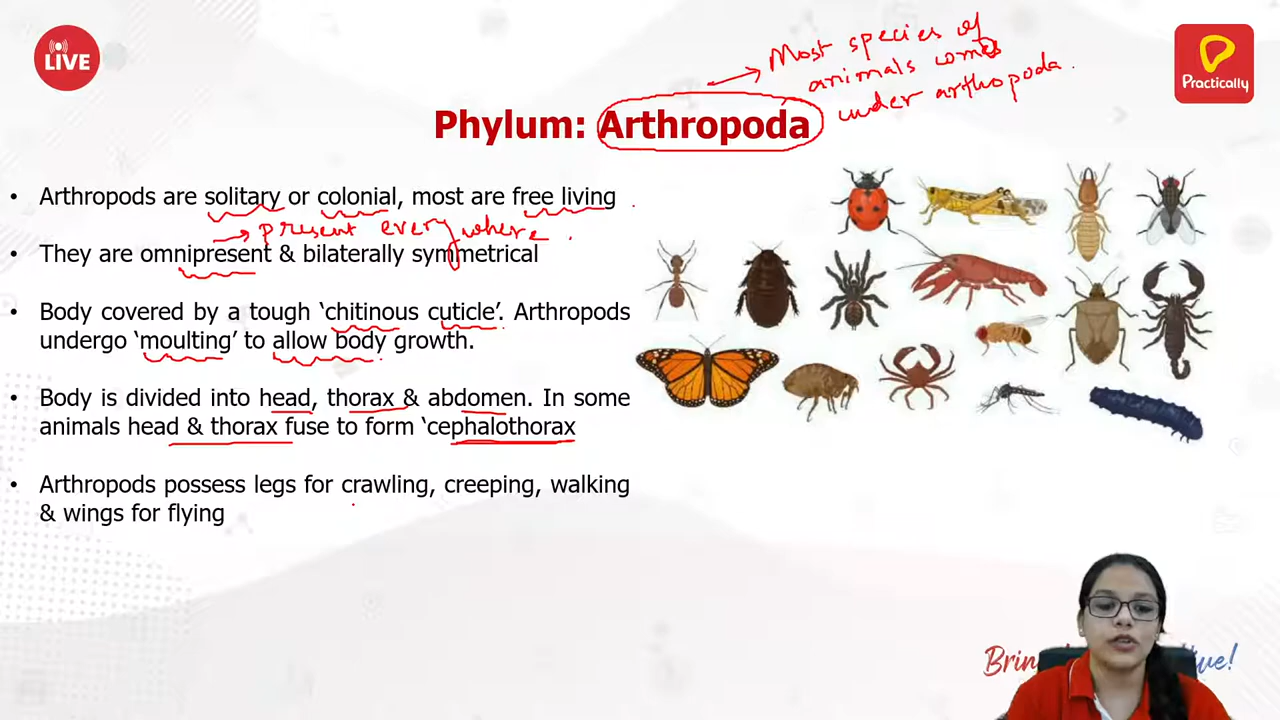 LIVE
Most species of
animals comes
under arthopoda.
Practically
Phylum: Arthropoda
• Arthropods are solitary or colonial, most are free living
→ present every where.
• They are omnipresent & bilaterally symmetrical
• Body covered by a tough ‘chitinous cuticle’. Arthropods
undergo ‘moulting’ to allow body growth.
• Body is divided into head, thorax & abdomen. In some
animals head & thorax fuse to form ‘cephalothorax
• Arthropods possess legs for crawling, creeping, walking
& wings for flying